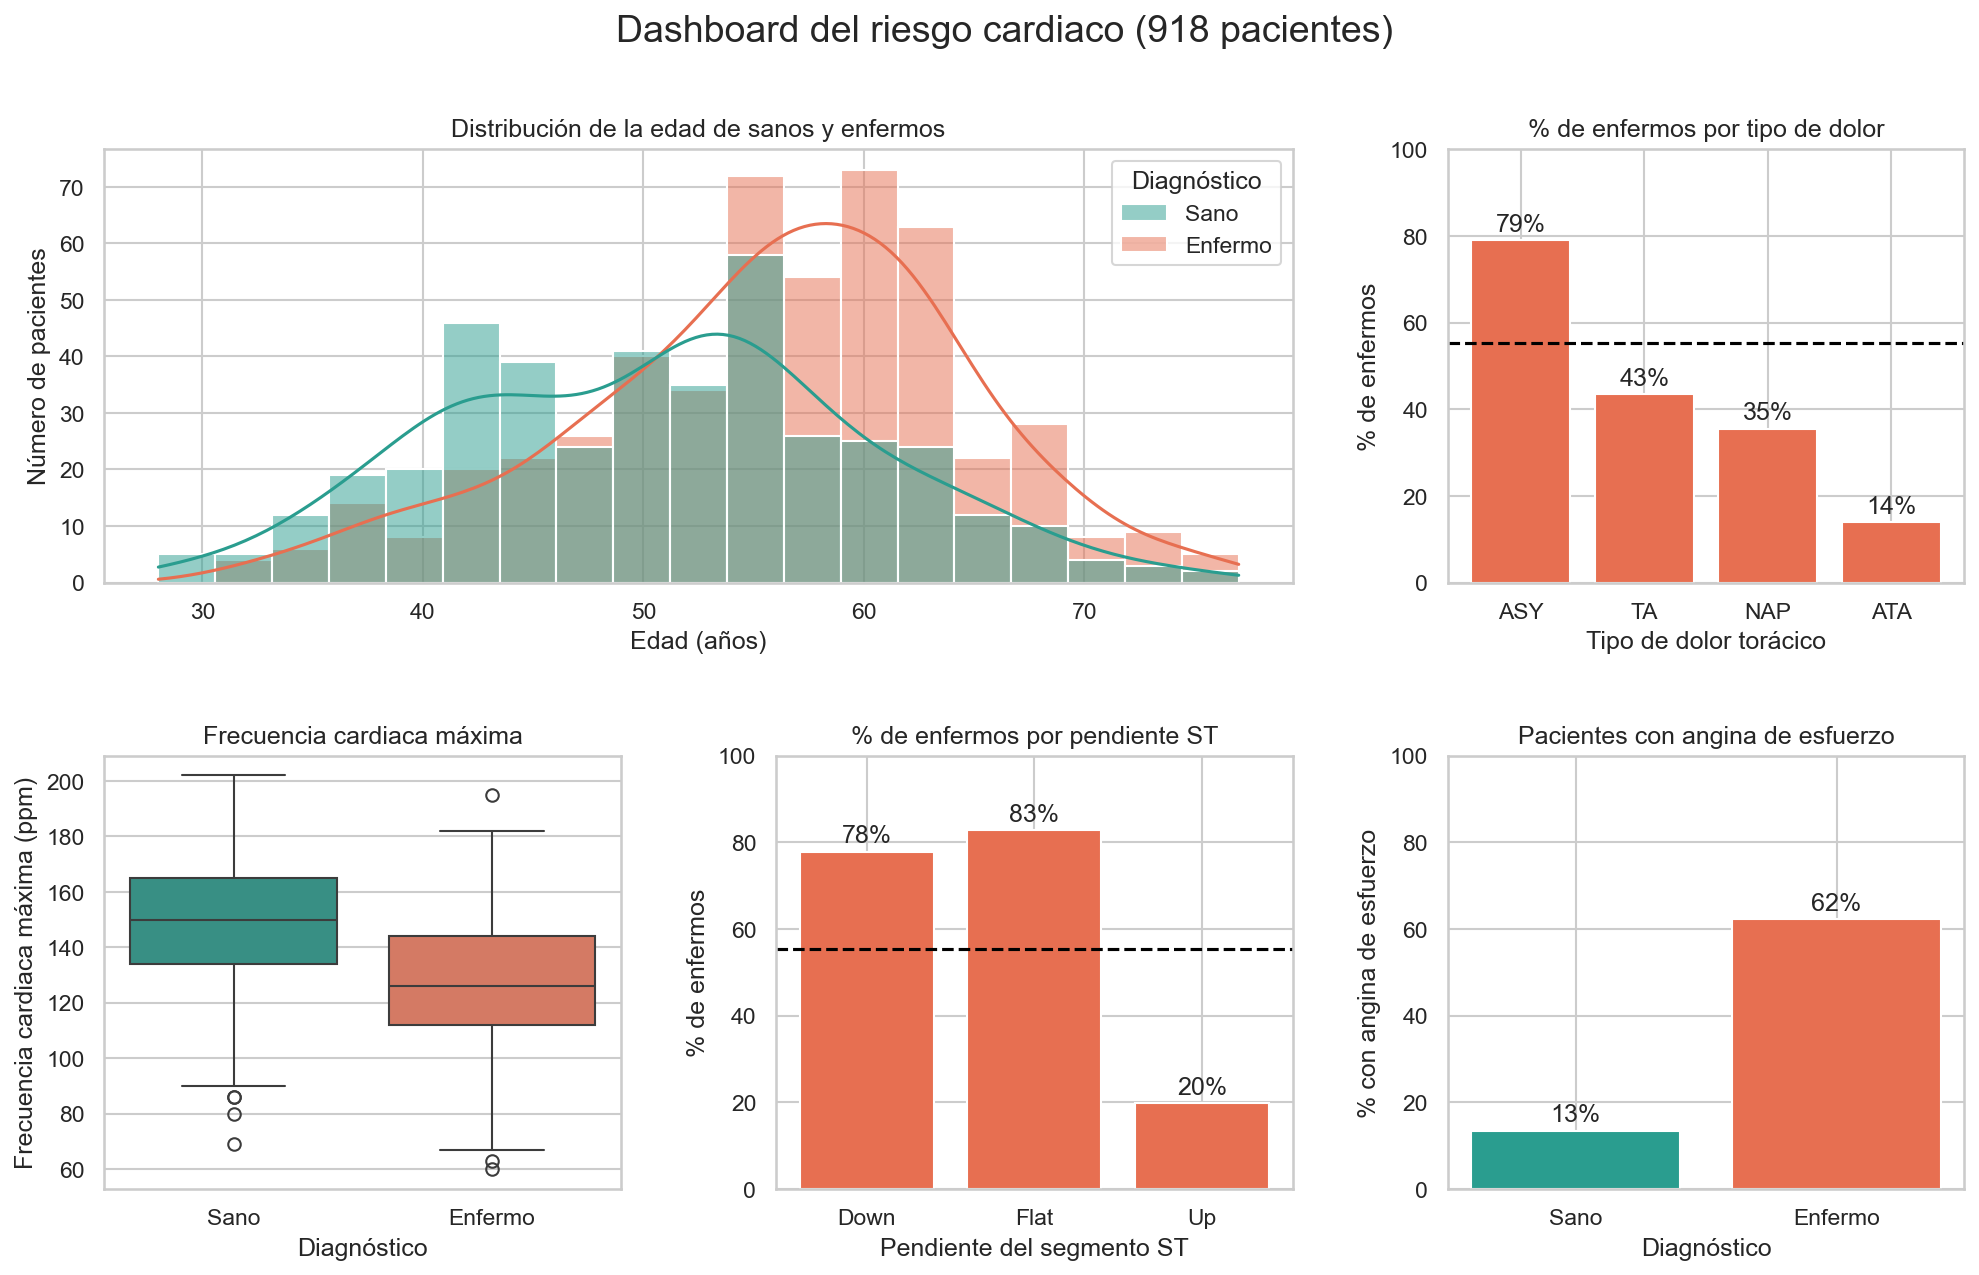 Dashboard del riesgo cardiaco (918 pacientes)
Distribución de la edad de sanos y enfermos
Número de pacientes
70
60
50
40
30
20
10
0
30 40 50 60 70
Edad (años)
Diagnóstico
Sano
Enfermo
% de enfermos por tipo de dolor
% de enfermos
100
80
60
40
20
0
79%
43%
35%
14%
ASY TA NAP ATA
Tipo de dolor torácico
Frecuencia cardiaca máxima
Frecuencia cardiaca máxima (ppm)
200
180
160
140
120
100
80
60
Sano Enfermo
Diagnóstico
% de enfermos por pendiente ST
% de enfermos
100
80
60
40
20
0
78%
83%
20%
Down Flat Up
Pendiente del segmento ST
Pacientes con angina de esfuerzo
% con angina de esfuerzo
100
80
60
40
20
0
13%
62%
Sano Enfermo
Diagnóstico